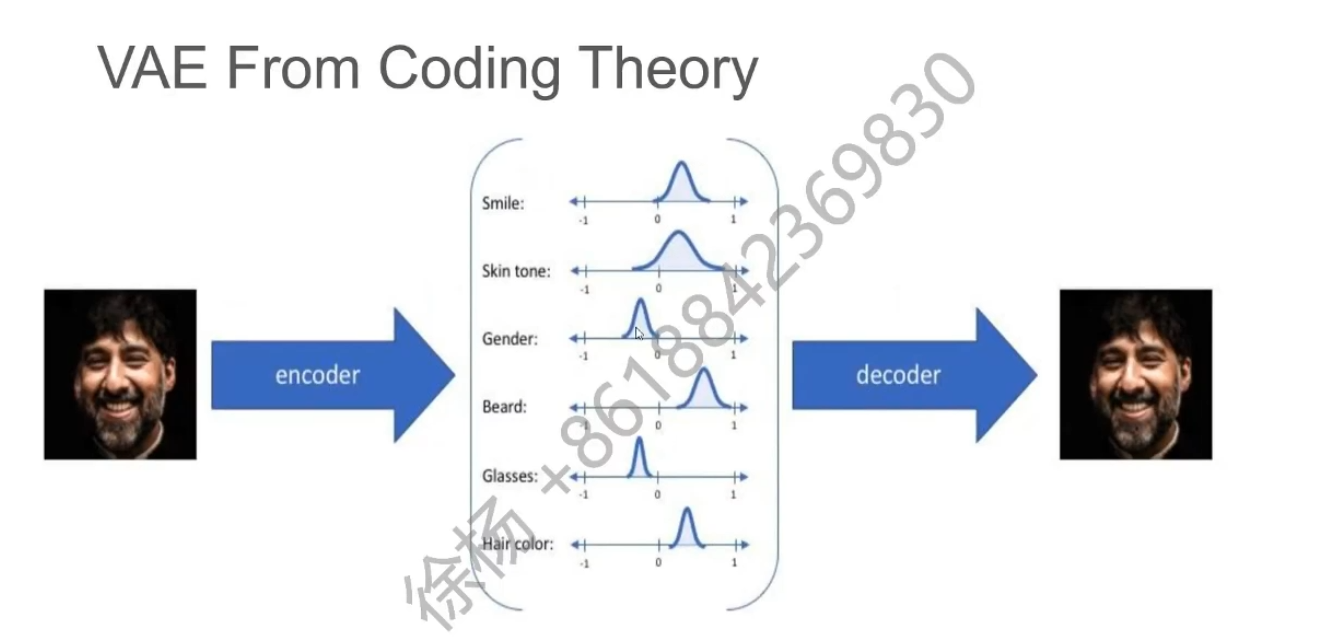 VAE From Coding Theory
Smile:
-1 0 1
Skin tone:
-1 0 1
Gender:
-1 0 1
encoder
decoder
Beard:
-1 0 1
Glasses:
-1 0 1
Hair color:
-1 0 1
徐杨 +8618842369830